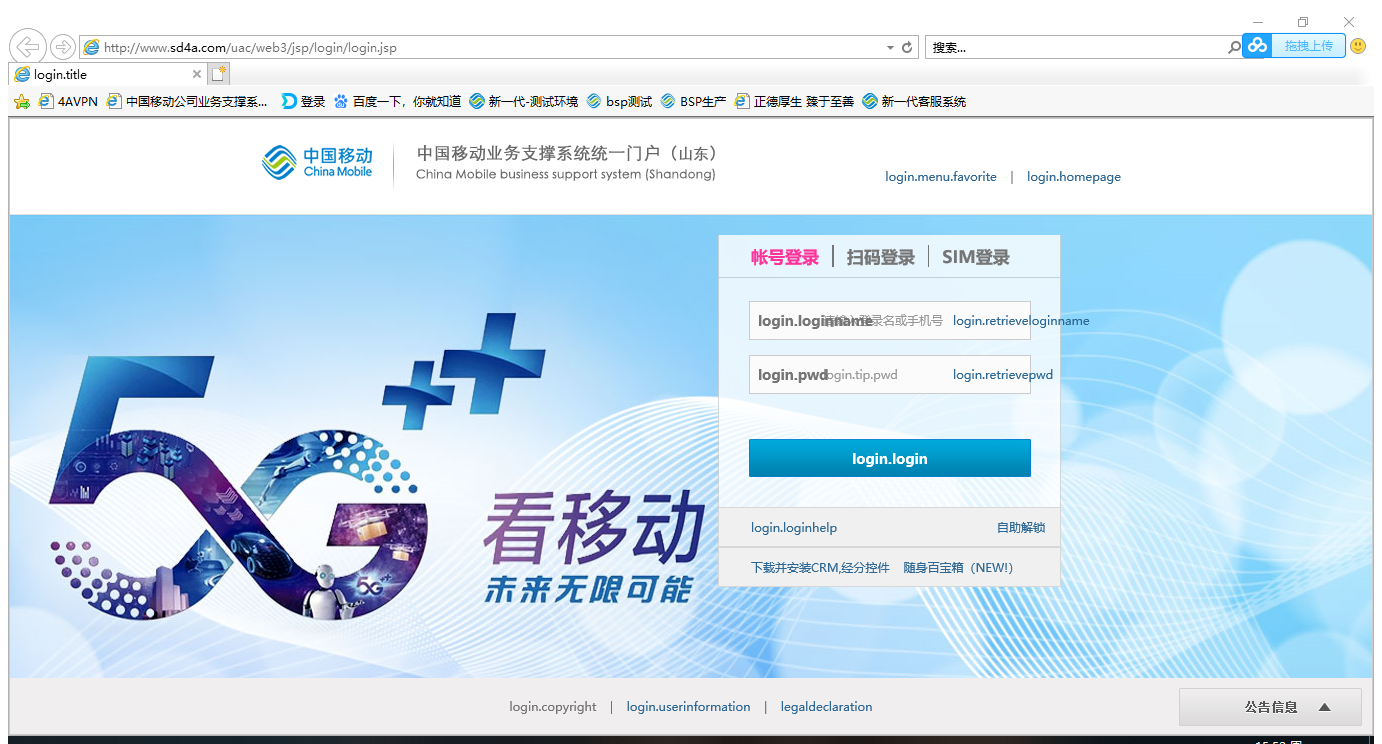 http://www.sd4a.com/uac/web3/jsp/login/login.jsp
搜索...
拖拽上传
login.title
4AVPN 中国移动公司业务支撑系... 登录 百度一下，你就知道 新一代-测试环境 bsp测试 BSP生产 正德厚生 臻于至善 新一代客服系统
中国移动
China Mobile
中国移动业务支撑系统统一门户（山东）
China Mobile business support system (Shandong)
login.menu.favorite | login.homepage
帐号登录 | 扫码登录 | SIM登录
login.loginname 请输入登录名或手机号 login.retrieveloginname
login.pwd login.tip.pwd login.retrievepwd
login.login
login.loginhelp 自助解锁
下载并安装CRM,经分控件 随身百宝箱（NEW!）
5G++
5G
看移动
未来无限可能
login.copyright | login.userinformation | legaldeclaration
公告信息